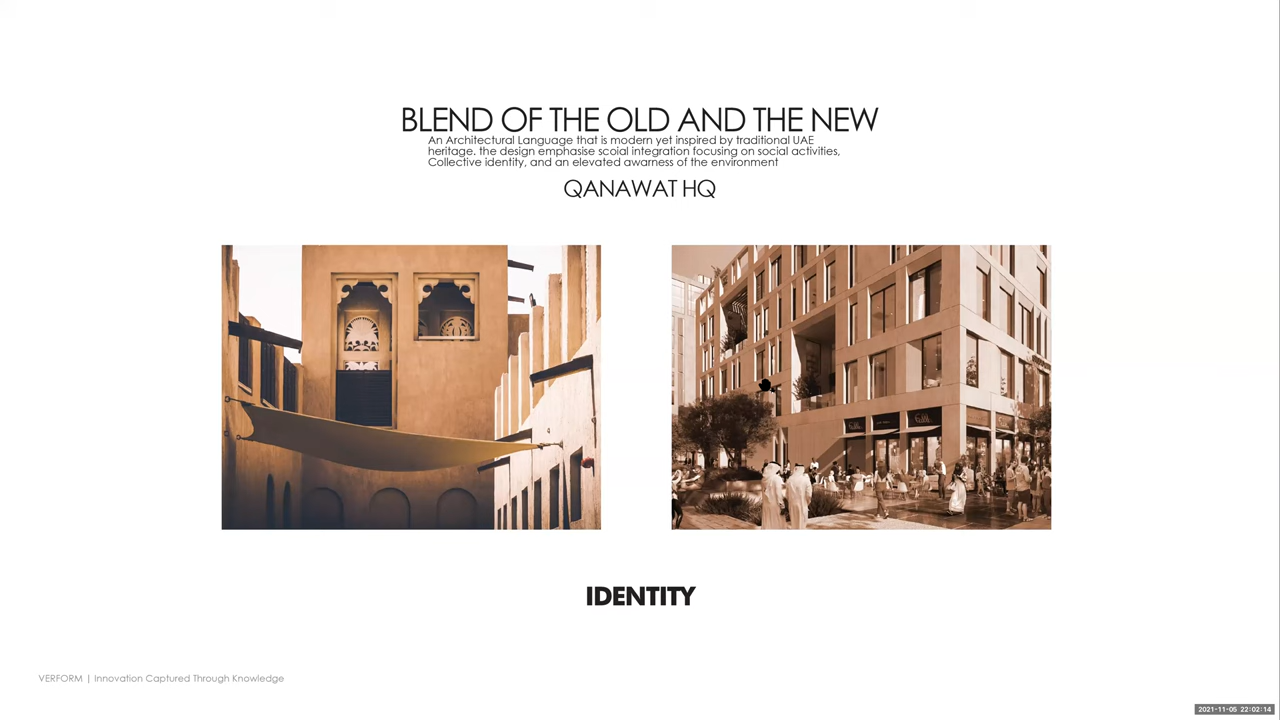 BLEND OF THE OLD AND THE NEW
An Architectural Language that is modern yet inspired by traditional UAE
heritage. the design emphasise scoial integration focusing on social activities,
Collective identity, and an elevated awarness of the environment
QANAWAT HQ
IDENTITY
VERFORM | Innovation Captured Through Knowledge
2021-11-05 22:02:14